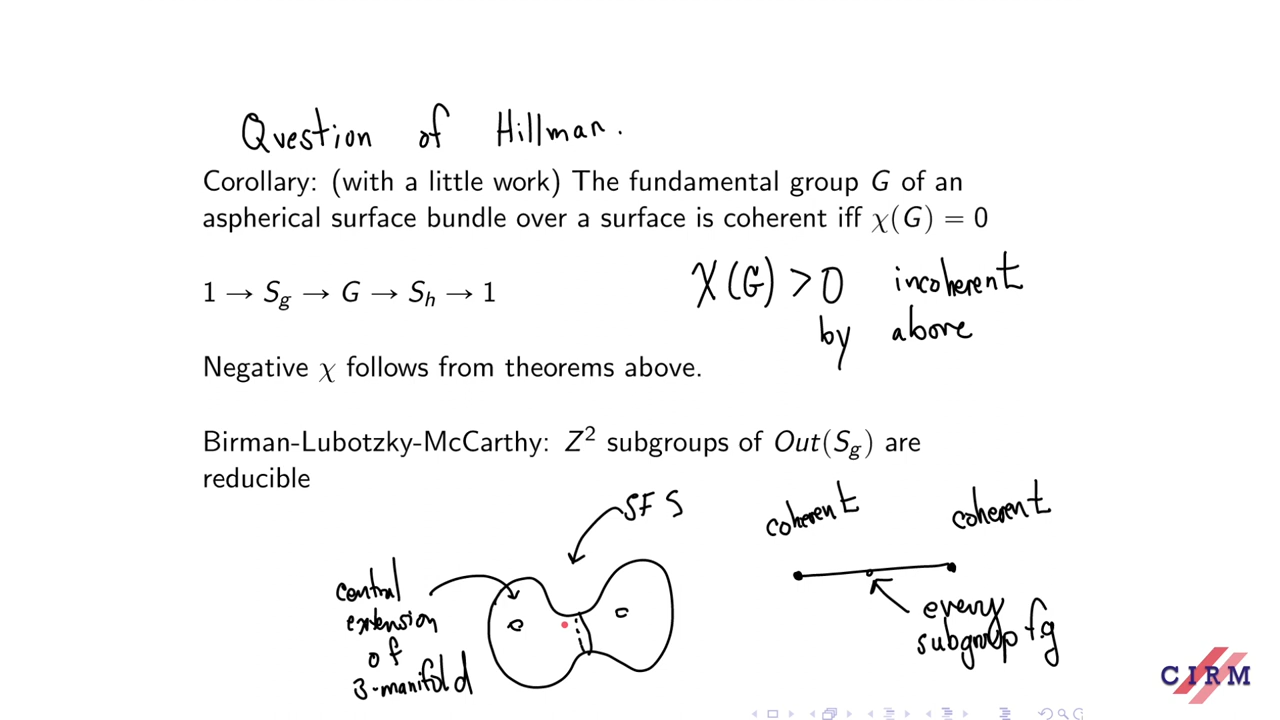 Question of Hillman.
Corollary: (with a little work) The fundamental group G of an
aspherical surface bundle over a surface is coherent iff χ(G) = 0
χ(G) > 0 incoherent
by above
1 → S_g → G → S_h → 1
Negative χ follows from theorems above.
Birman-Lubotzky-McCarthy: Z² subgroups of Out(S_g) are
reducible
SFS
coherent
coherent
central
extension
of
3-manifold
every
subgroup fg
CIRM